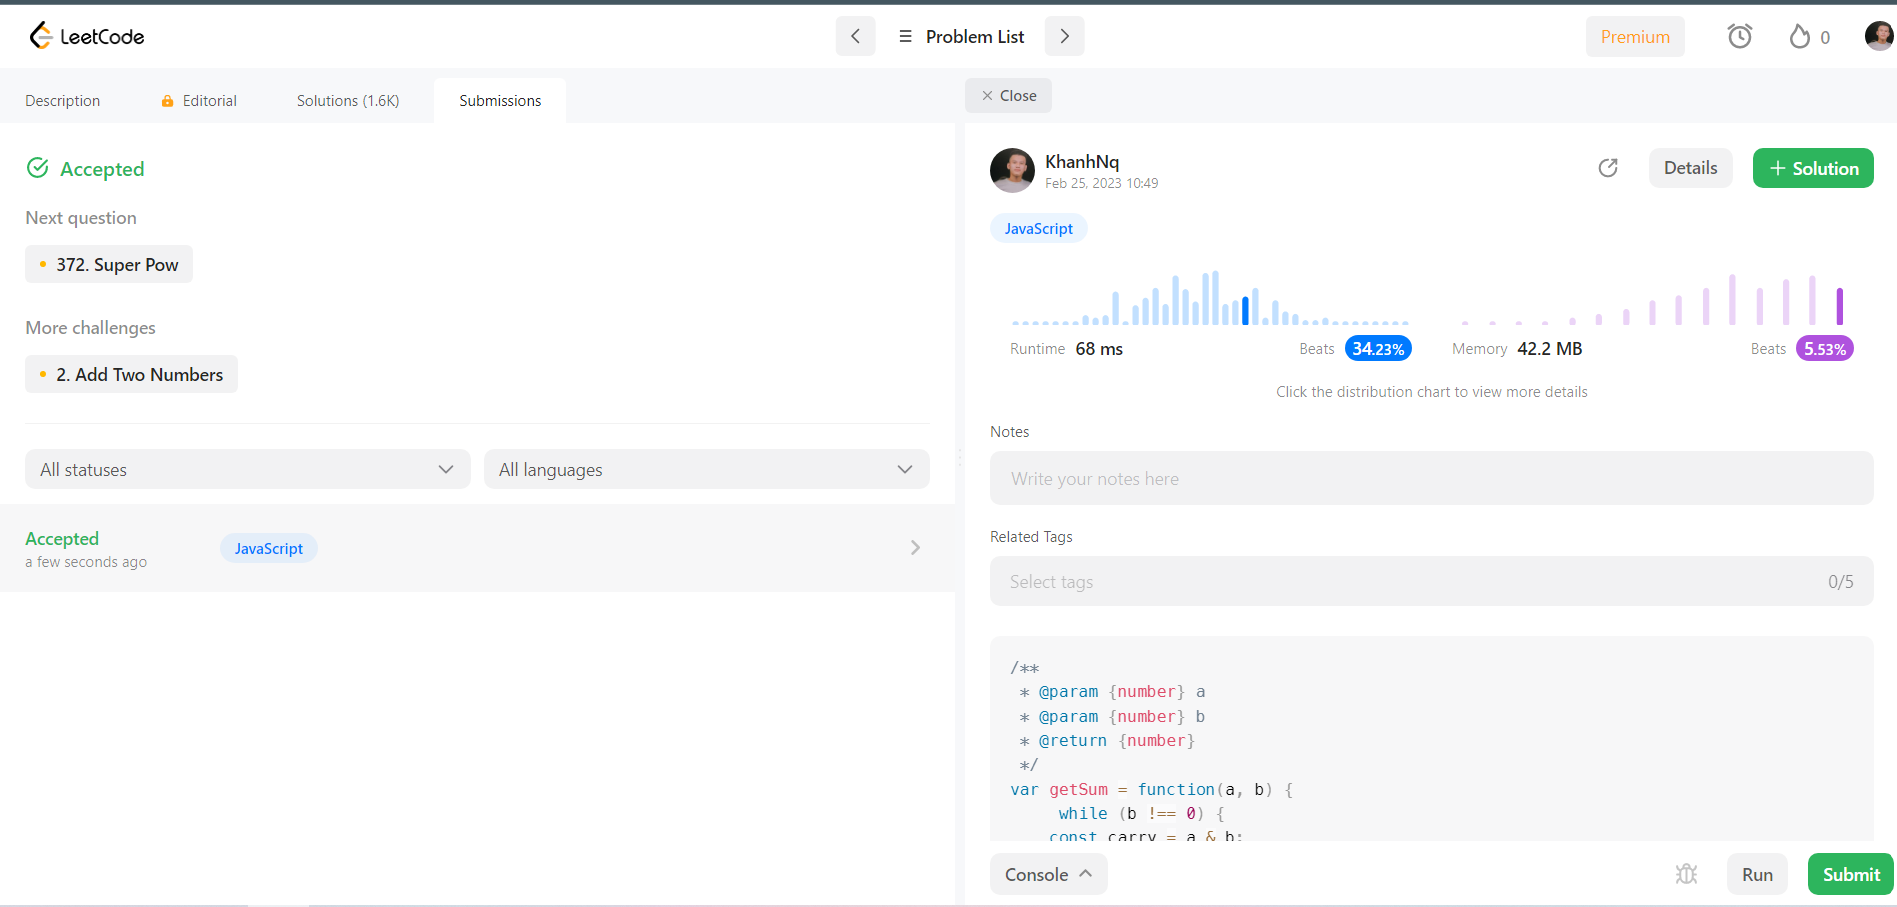 LeetCode
Problem List
Premium
0
Description
Editorial
Solutions (1.6K)
Submissions
Accepted
Next question
372. Super Pow
More challenges
2. Add Two Numbers
All statuses
All languages
Accepted
a few seconds ago
JavaScript
Close
KhanhNq
Feb 25, 2023 10:49
Details
Solution
JavaScript
Runtime 68 ms
Beats 34.23%
Memory 42.2 MB
Beats 5.53%
Click the distribution chart to view more details
Notes
Write your notes here
Related Tags
Select tags
0/5
/**
* @param {number} a
* @param {number} b
* @return {number}
*/
var getSum = function(a, b) {
while (b !== 0) {
const carry = a & b;
Console
Run
Submit